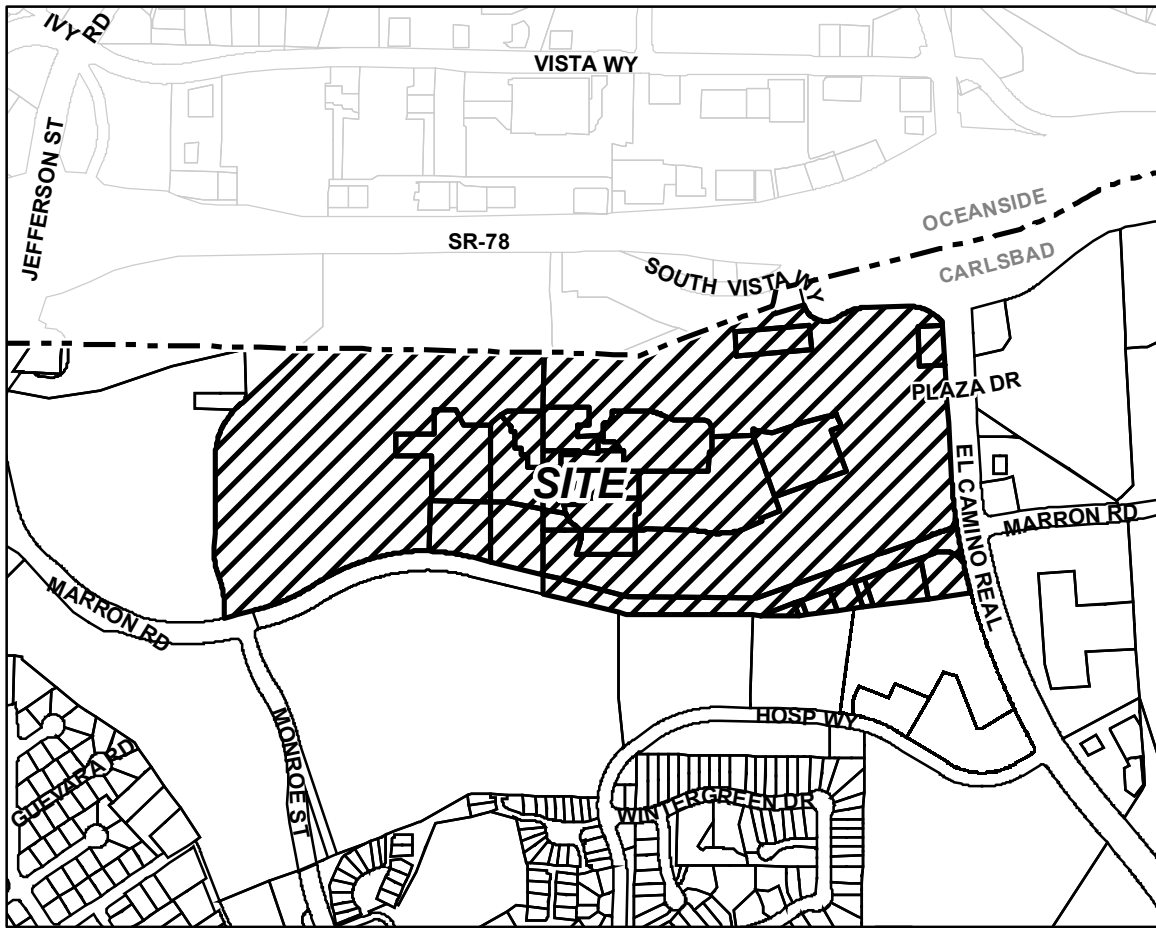 IVY RD
VISTA WY
JEFFERSON ST
OCEANSIDE
SR-78
CARLSBAD
SOUTH VISTA WY
PLAZA DR
SITE
EL CAMINO REAL
MARRON RD
MARRON RD
HOSP WY
MONROE ST
GUEVARA RD
WINTERGREEN DR